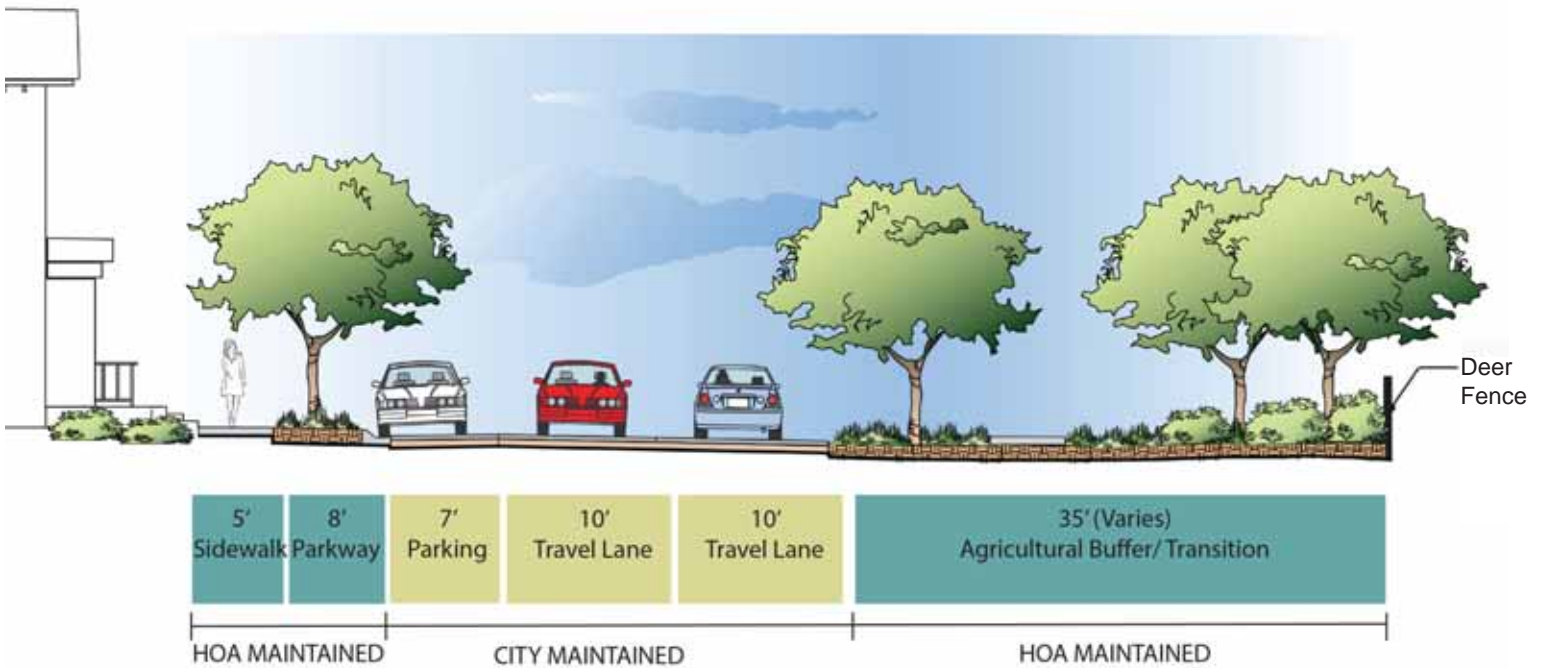 Deer
Fence
5'
Sidewalk
8'
Parkway
7'
Parking
10'
Travel Lane
10'
Travel Lane
35' (Varies)
Agricultural Buffer/ Transition
HOA MAINTAINED
CITY MAINTAINED
HOA MAINTAINED